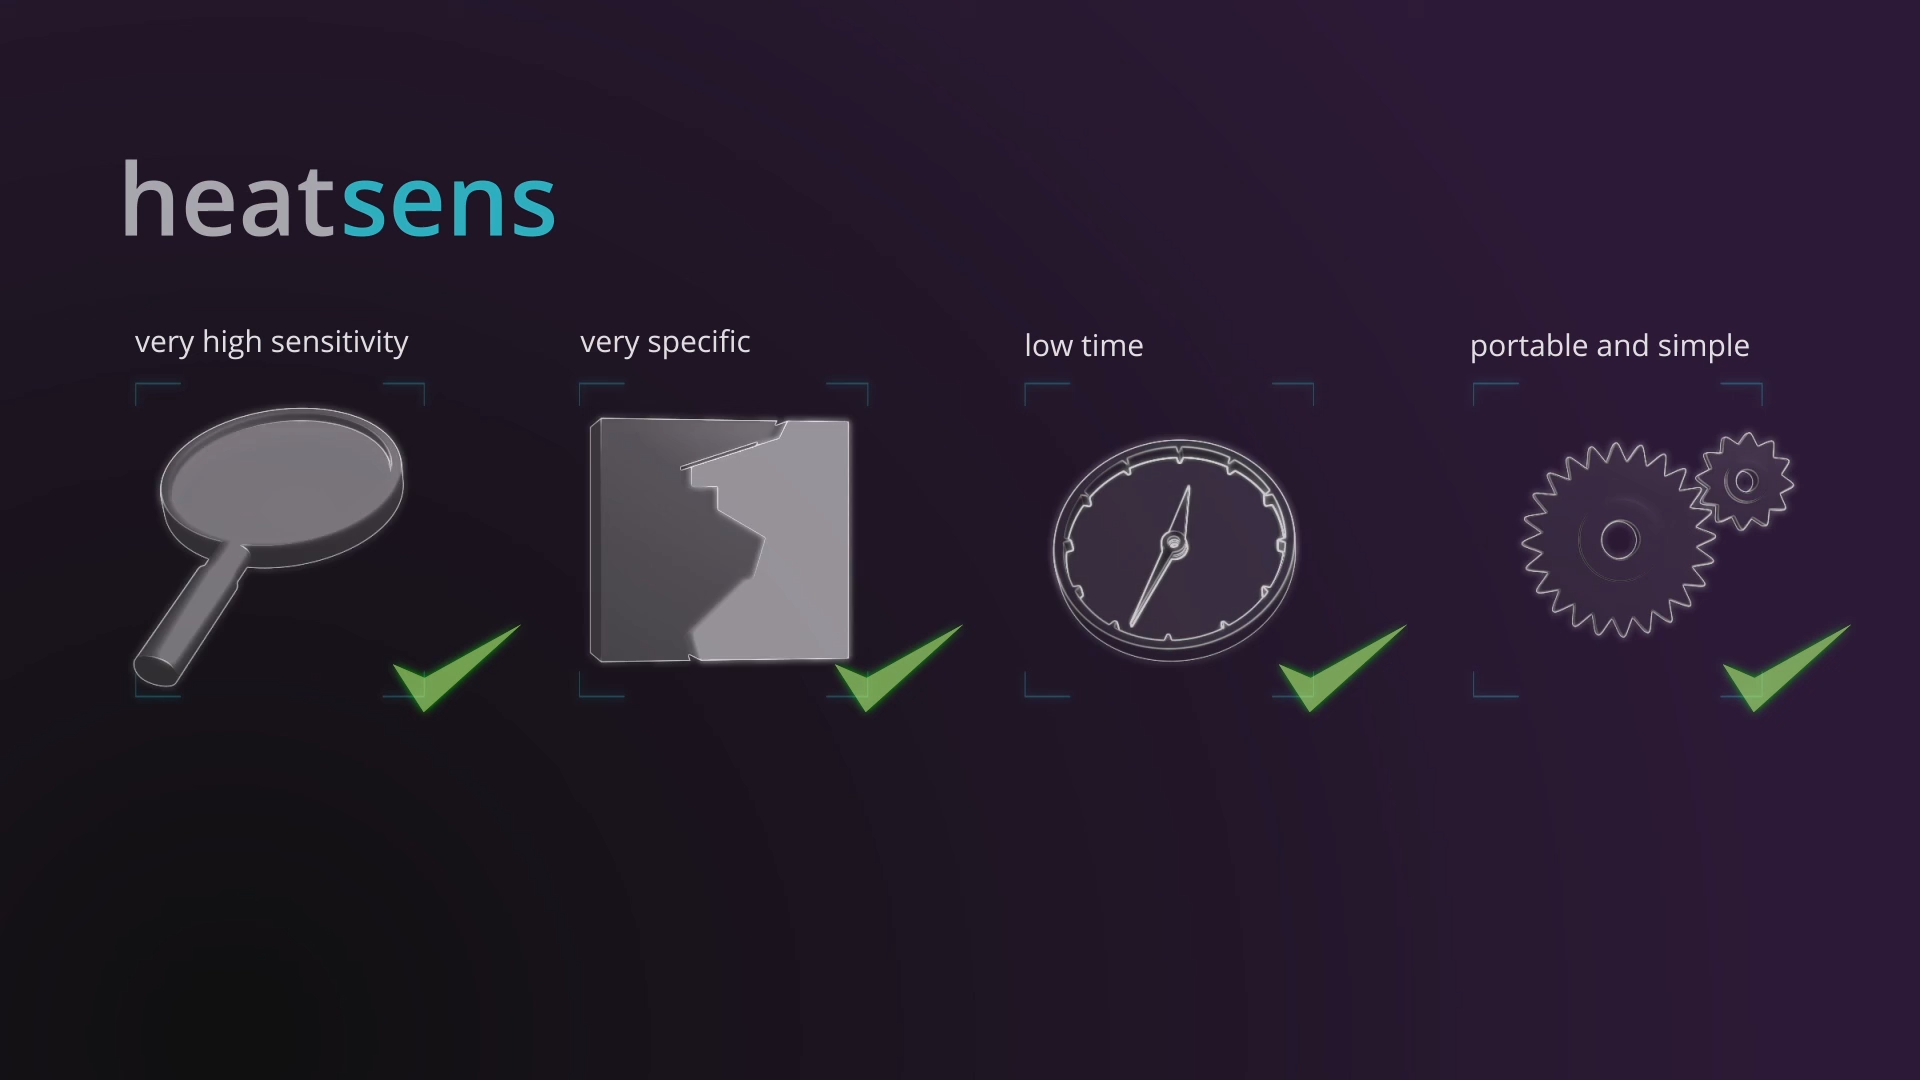 heatsens
very high sensitivity
very specific
low time
portable and simple